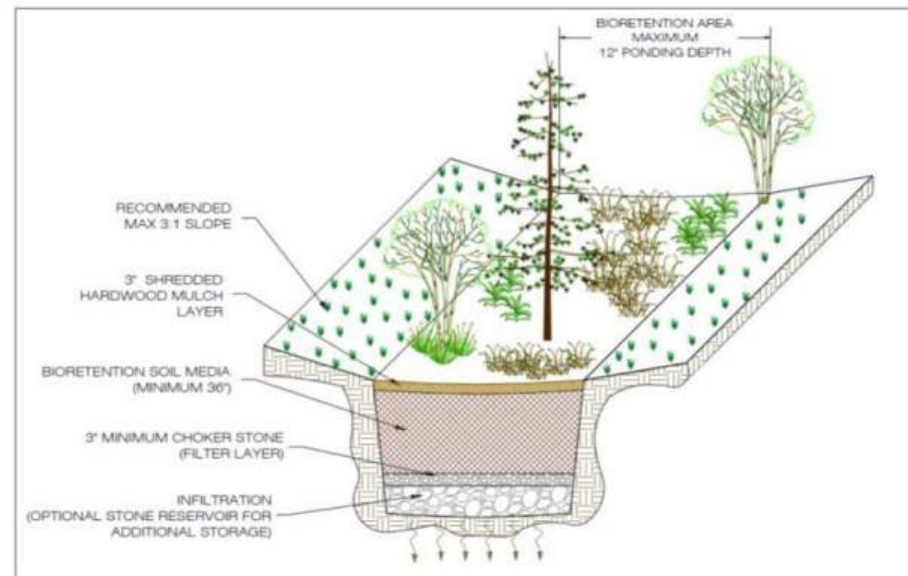 BIORETENTION AREA
MAXIMUM
12" PONDING DEPTH
RECOMMENDED
MAX 3:1 SLOPE
3" SHREDDED
HARDWOOD MULCH
LAYER
BIORETENTION SOIL MEDIA
(MINIMUM 36")
3" MINIMUM CHOKER STONE
(FILTER LAYER)
INFILTRATION
(OPTIONAL STONE RESERVOIR FOR
ADDITIONAL STORAGE)